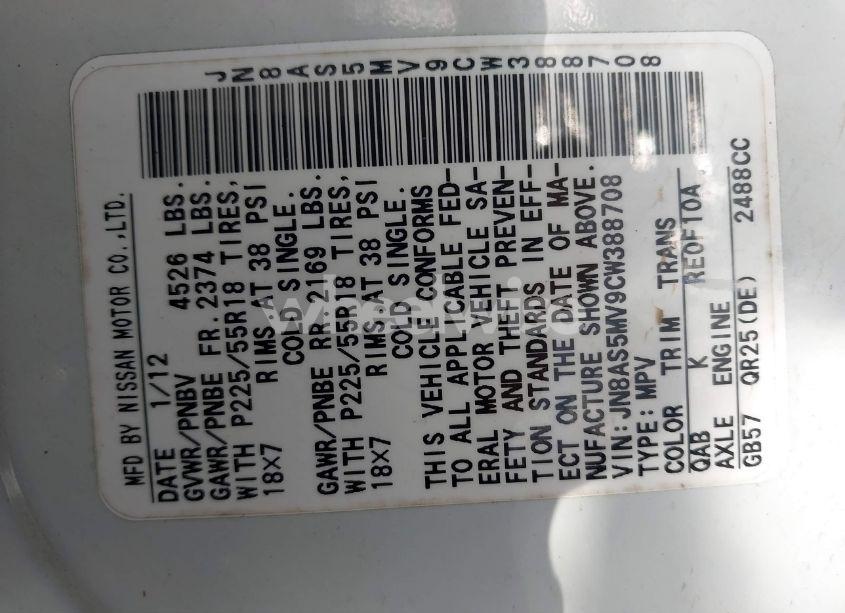 MFD BY NISSAN MOTOR CO.,LTD.
JN8AS5MV9CW388708
DATE 1/12
GVWR/PNBV 4526 LBS.
GAWR/PNBE FR.2374 LBS.
WITH P225/55R18 TIRES,
18X7 RIMS.AT 38 PSI
COLD SINGLE.
GAWR/PNBE RR.2169 LBS.
WITH P225/55R18 TIRES,
18X7 RIMS.AT 38 PSI
COLD SINGLE.
THIS VEHICLE CONFORMS
TO ALL APPLICABLE FED-
ERAL MOTOR VEHICLE SA-
FETY AND THEFT PREVEN-
TION STANDARDS IN EFF-
ECT ON THE DATE OF MA-
NUFACTURE SHOWN ABOVE.
VIN:JN8AS5MV9CW388708
TYPE:MPV
COLOR TRIM TRANS
QAB K REOF10A
AXLE ENGINE
GB57 QR25(DE) 2488CC